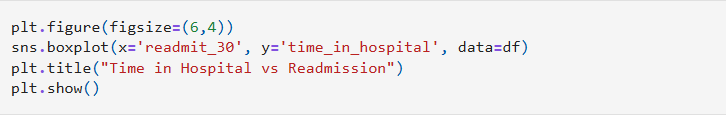 plt.figure(figsize=(6,4))
sns.boxplot(x='readmit_30', y='time_in_hospital', data=df)
plt.title("Time in Hospital vs Readmission")
plt.show()